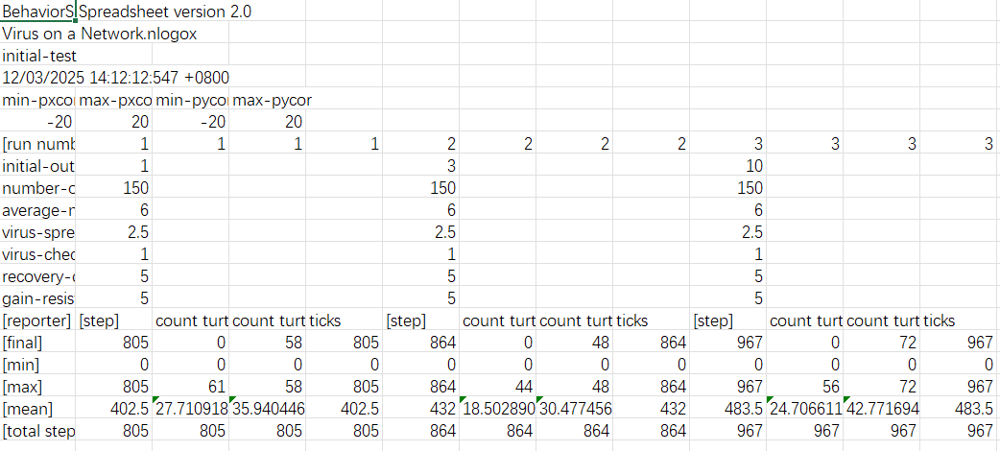 BehaviorS Spreadsheet version 2.0
Virus on a Network.nlogox
initial-test
12/03/2025 14:12:12:547 +0800
min-pxcor max-pxco min-pyco max-pycor
-20 20 -20 20
[run numb 1 1 1 1 2 2 2 2 3 3 3 3
initial-out 1 3 10
number-o 150 150 150
average-n 6 6 6
virus-spre 2.5 2.5 2.5
virus-chec 1 1 1
recovery-c 5 5 5
gain-resis 5 5 5
[reporter] [step] count turt count turt ticks [step] count turt count turt ticks [step] count turt count turt ticks
[final] 805 0 58 805 864 0 48 864 967 0 72 967
[min] 0 0 0 0 0 0 0 0 0 0 0 0
[max] 805 61 58 805 864 44 48 864 967 56 72 967
[mean] 402.5 27.710918 35.940446 402.5 432 18.502890 30.477456 432 483.5 24.706611 42.771694 483.5
[total step 805 805 805 805 864 864 864 864 967 967 967 967